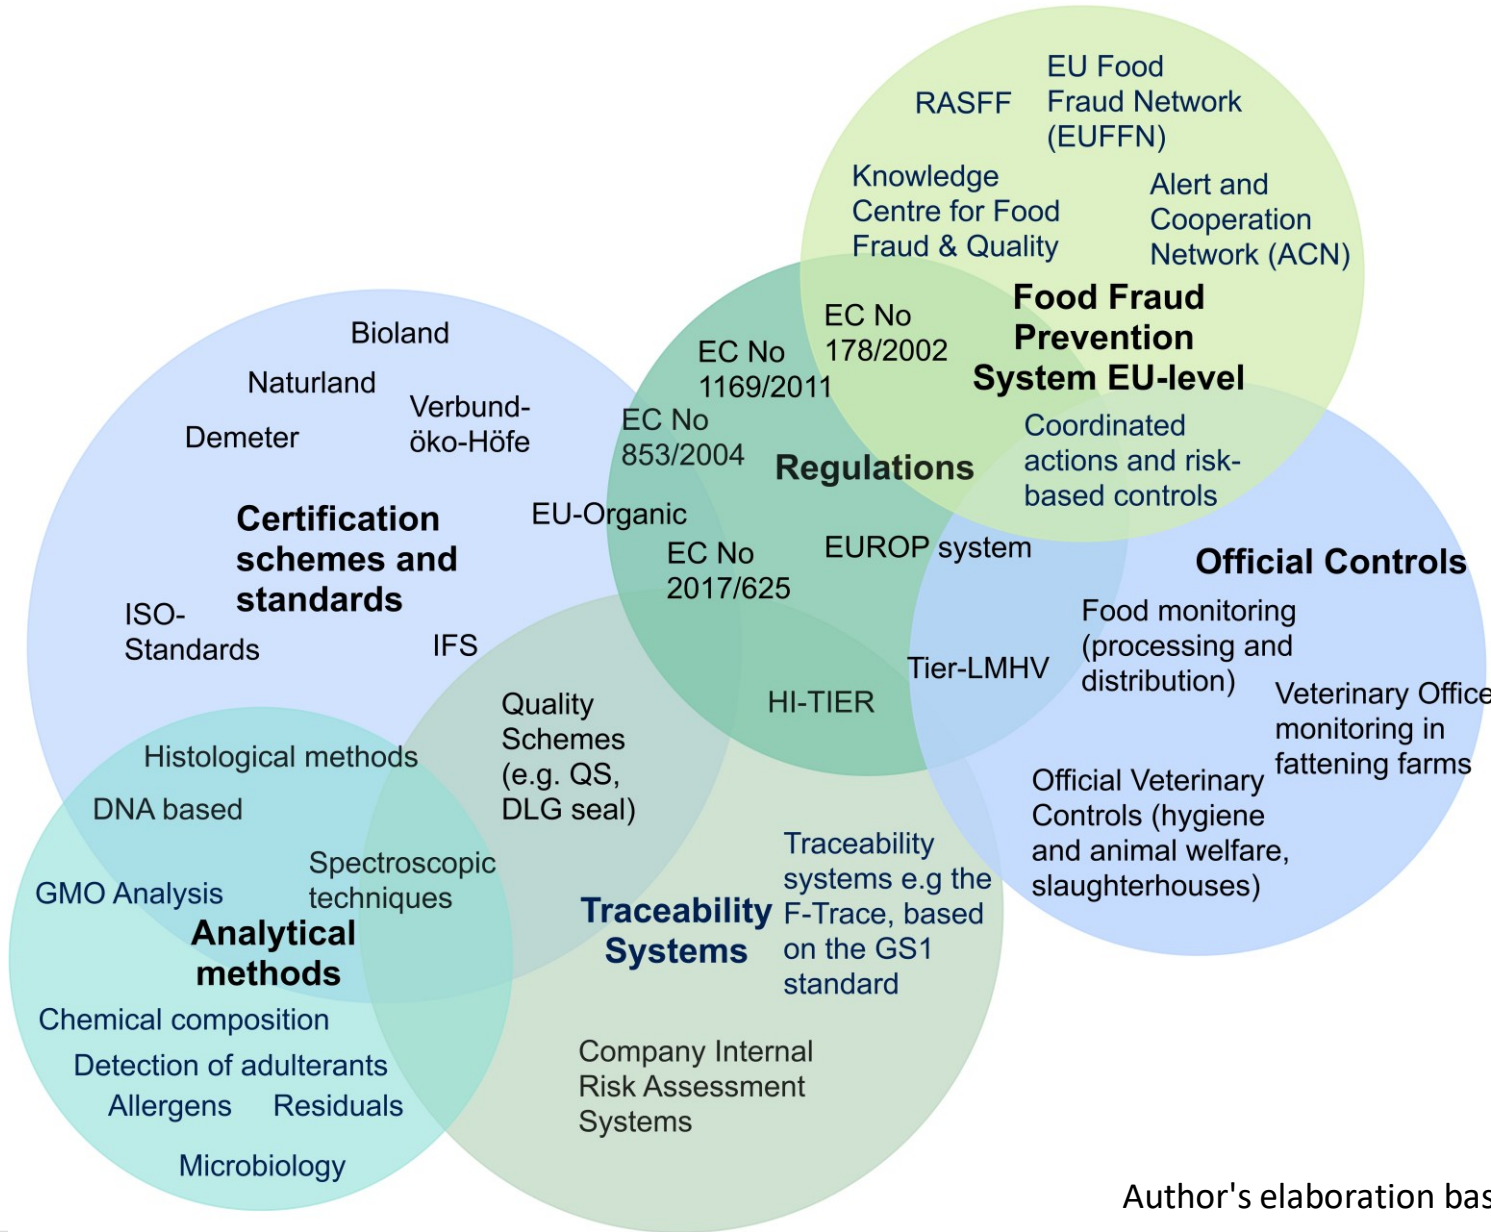 RASFF
EU Food
Fraud Network
(EUFFN)
Knowledge
Centre for Food
Fraud & Quality
Alert and
Cooperation
Network (ACN)
Food Fraud
Prevention
System EU-level
Coordinated
actions and risk-
based controls
EC No
178/2002
EC No
1169/2011
EC No
853/2004
Regulations
EU-Organic
EC No
2017/625
EUROP system
Tier-LMHV
HI-TIER
Bioland
Naturland
Demeter
Verbund-
öko-Höfe
Certification
schemes and
standards
ISO-
Standards
IFS
Quality
Schemes
(e.g. QS,
DLG seal)
Official Controls
Food monitoring
(processing and
distribution)
Veterinary Office
monitoring in
fattening farms
Official Veterinary
Controls (hygiene
and animal welfare,
slaughterhouses)
Histological methods
DNA based
Spectroscopic
techniques
GMO Analysis
Analytical
methods
Chemical composition
Detection of adulterants
Allergens
Residuals
Microbiology
Traceability
Systems
Traceability
systems e.g the
F-Trace, based
on the GS1
standard
Company Internal
Risk Assessment
Systems
Author's elaboration bas